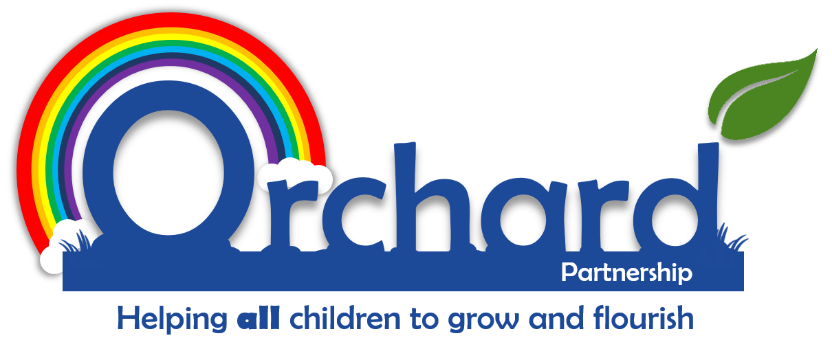 Orchard
Partnership
Helping all children to grow and flourish